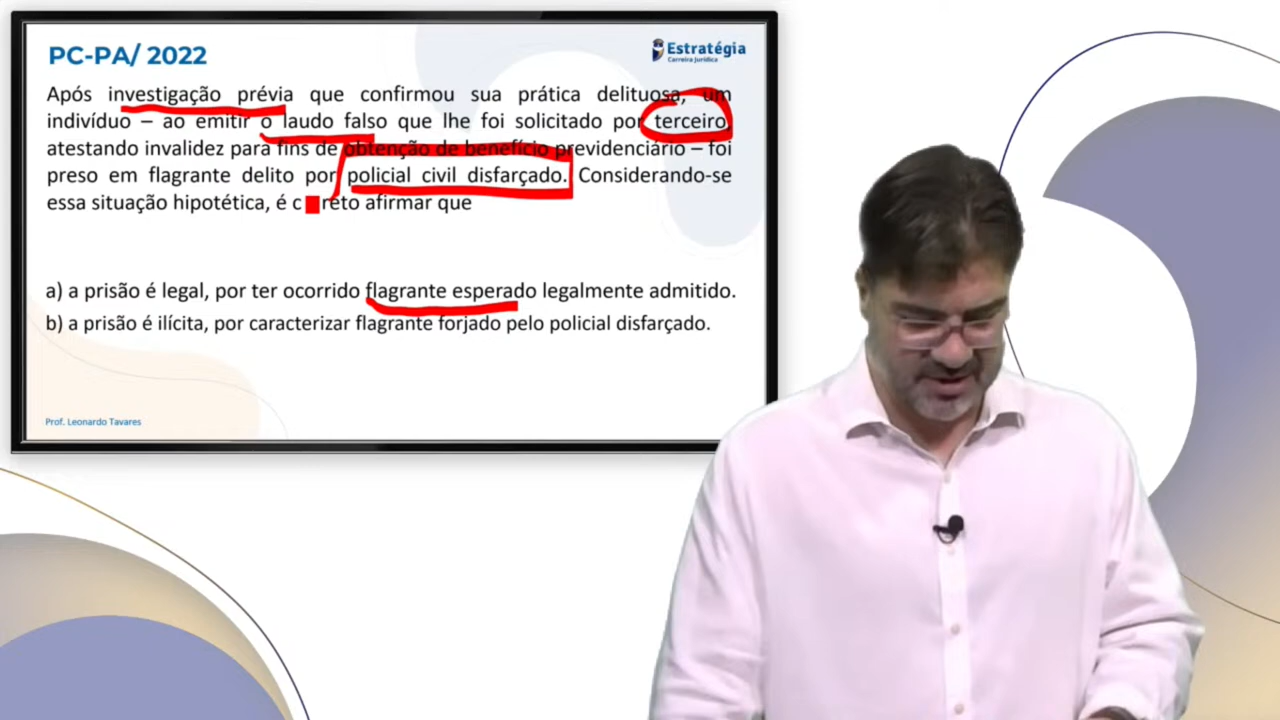 PC-PA/ 2022
Estratégia
Carreira Jurídica
Após investigação prévia que confirmou sua prática delituosa, um
indivíduo – ao emitir o laudo falso que lhe foi solicitado por terceiro,
atestando invalidez para fins de obtenção de benefício previdenciário – foi
preso em flagrante delito por policial civil disfarçado. Considerando-se
essa situação hipotética, é c reto afirmar que
a) a prisão é legal, por ter ocorrido flagrante esperado legalmente admitido.
b) a prisão é ilícita, por caracterizar flagrante forjado pelo policial disfarçado.
Prof. Leonardo Tavares